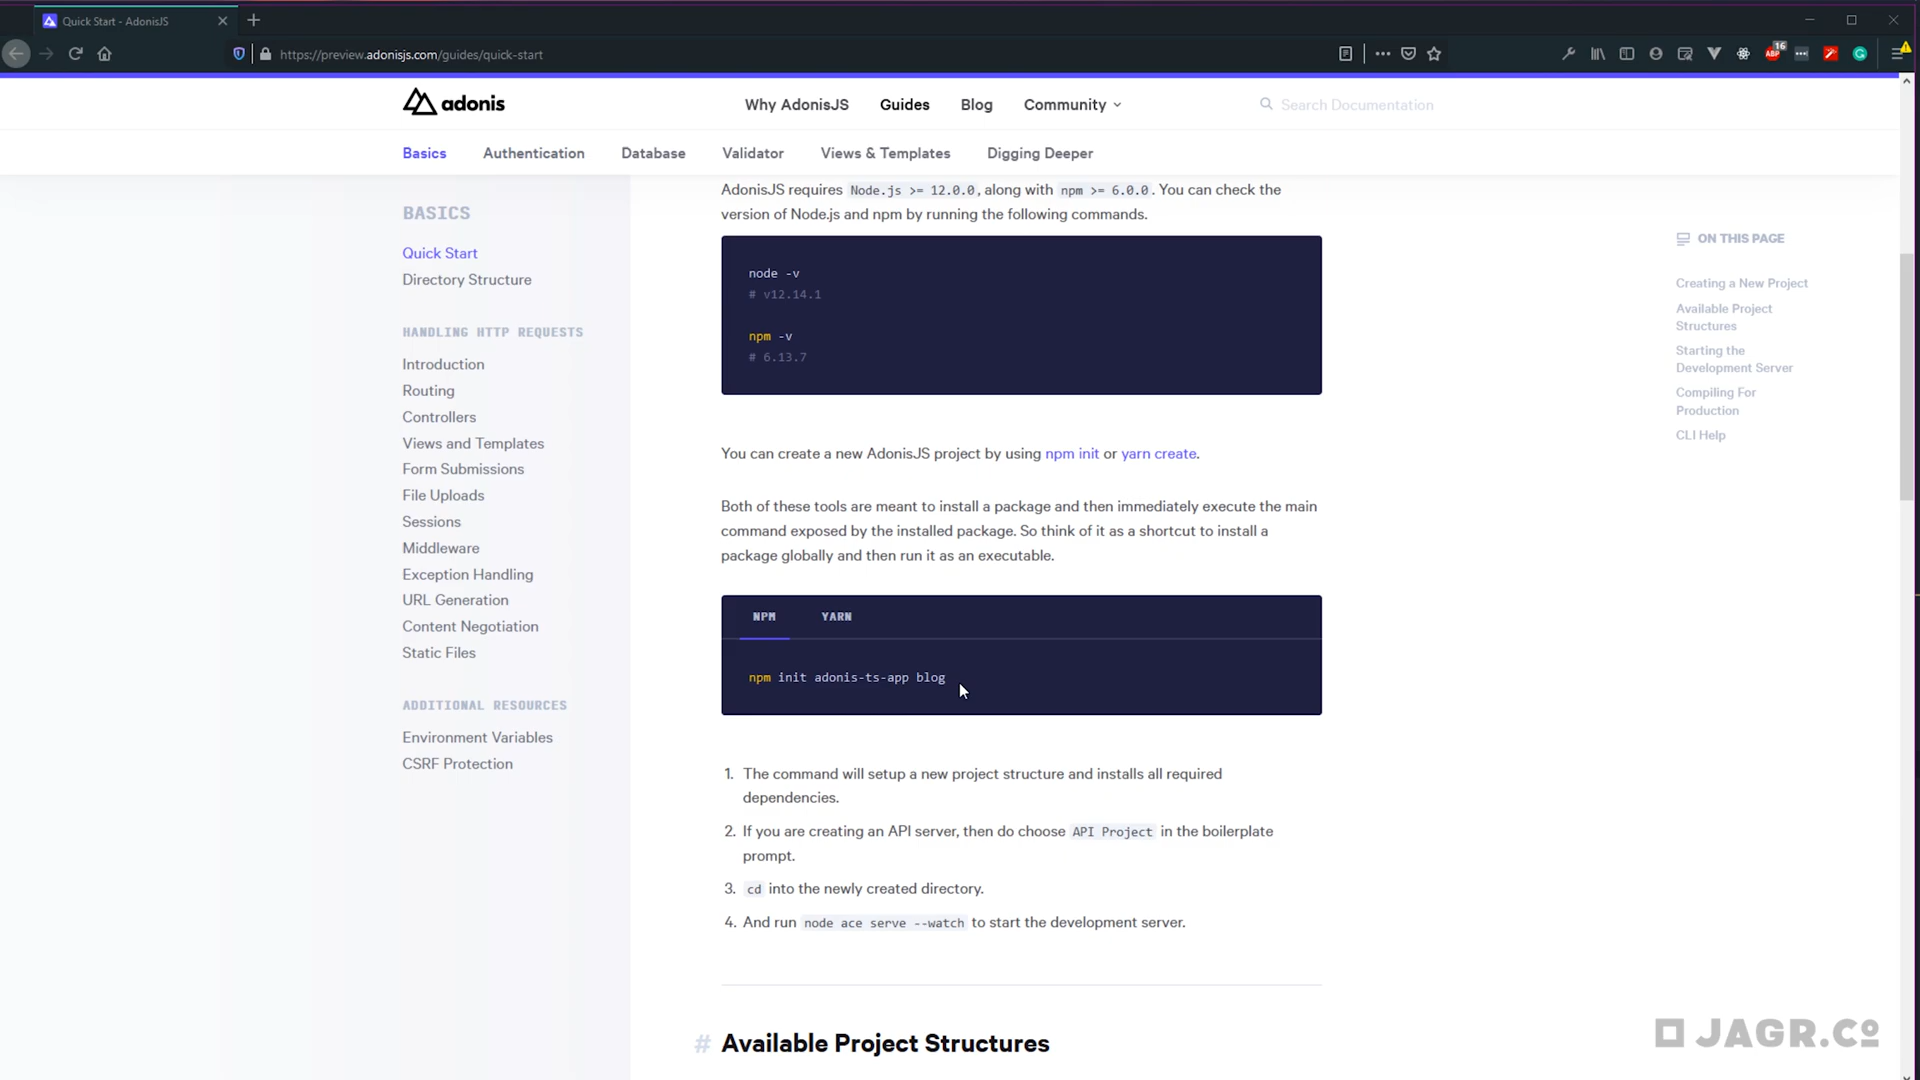 Quick Start - AdonisJS
https://preview.adonisjs.com/guides/quick-start
16
ABP
adonis
Why AdonisJS
Guides
Blog
Community
Search Documentation
Basics
Authentication
Database
Validator
Views & Templates
Digging Deeper
BASICS
Quick Start
Directory Structure
HANDLING HTTP REQUESTS
Introduction
Routing
Controllers
Views and Templates
Form Submissions
File Uploads
Sessions
Middleware
Exception Handling
URL Generation
Content Negotiation
Static Files
ADDITIONAL RESOURCES
Environment Variables
CSRF Protection
AdonisJS requires Node.js >= 12.0.0, along with npm >= 6.0.0. You can check the
version of Node.js and npm by running the following commands.
node -v
# v12.14.1
npm -v
# 6.13.7
You can create a new AdonisJS project by using npm init or yarn create.
Both of these tools are meant to install a package and then immediately execute the main
command exposed by the installed package. So think of it as a shortcut to install a
package globally and then run it as an executable.
NPM
YARN
npm init adonis-ts-app blog
1. The command will setup a new project structure and installs all required
dependencies.
2. If you are creating an API server, then do choose API Project in the boilerplate
prompt.
3. cd into the newly created directory.
4. And run node ace serve --watch to start the development server.
# Available Project Structures
ON THIS PAGE
Creating a New Project
Available Project
Structures
Starting the
Development Server
Compiling For
Production
CLI Help
JAGR.Co